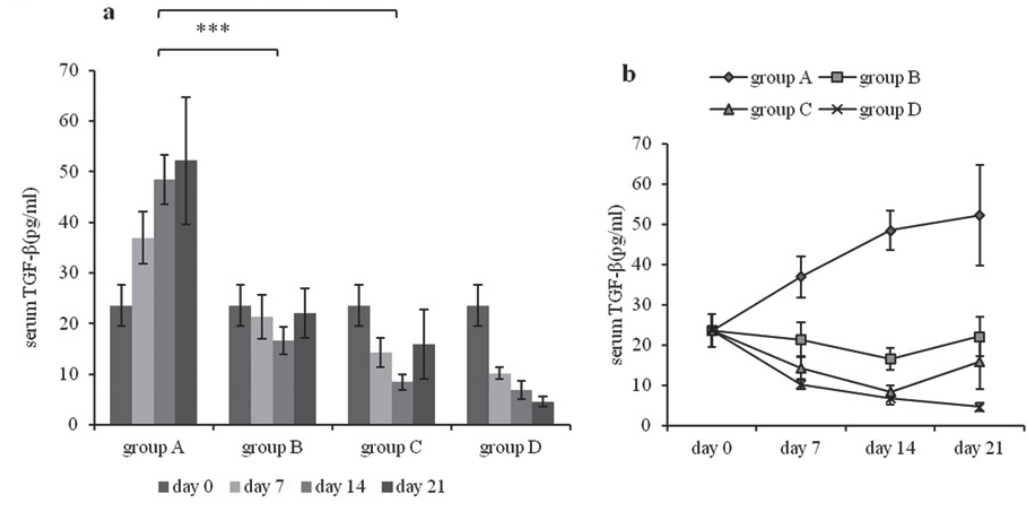 a
***
70
60
50
40
30
20
10
0
serum TGF-β(pg/ml)
group A group B group C group D
day 0 day 7 day 14 day 21
b
group A group B
group C group D
70
60
50
40
30
20
10
0
serum TGF-β(pg/ml)
day 0 day 7 day 14 day 21